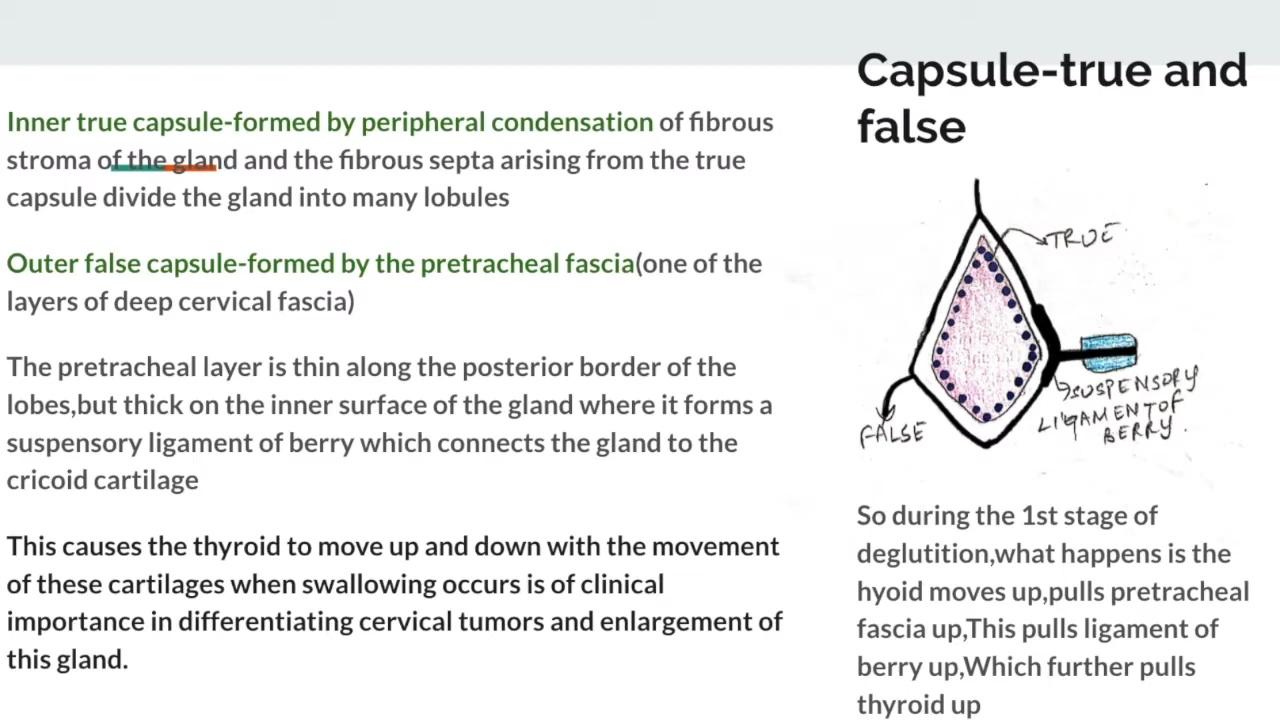 Capsule-true and
false
Inner true capsule-formed by peripheral condensation of fibrous
stroma of the gland and the fibrous septa arising from the true
capsule divide the gland into many lobules
Outer false capsule-formed by the pretracheal fascia(one of the
layers of deep cervical fascia)
The pretracheal layer is thin along the posterior border of the
lobes,but thick on the inner surface of the gland where it forms a
suspensory ligament of berry which connects the gland to the
cricoid cartilage
This causes the thyroid to move up and down with the movement
of these cartilages when swallowing occurs is of clinical
importance in differentiating cervical tumors and enlargement of
this gland.
TRUE
SUSPENSORY
LIGAMENT OF
BERRY.
FALSE
So during the 1st stage of
deglutition,what happens is the
hyoid moves up,pulls pretracheal
fascia up,This pulls ligament of
berry up,Which further pulls
thyroid up